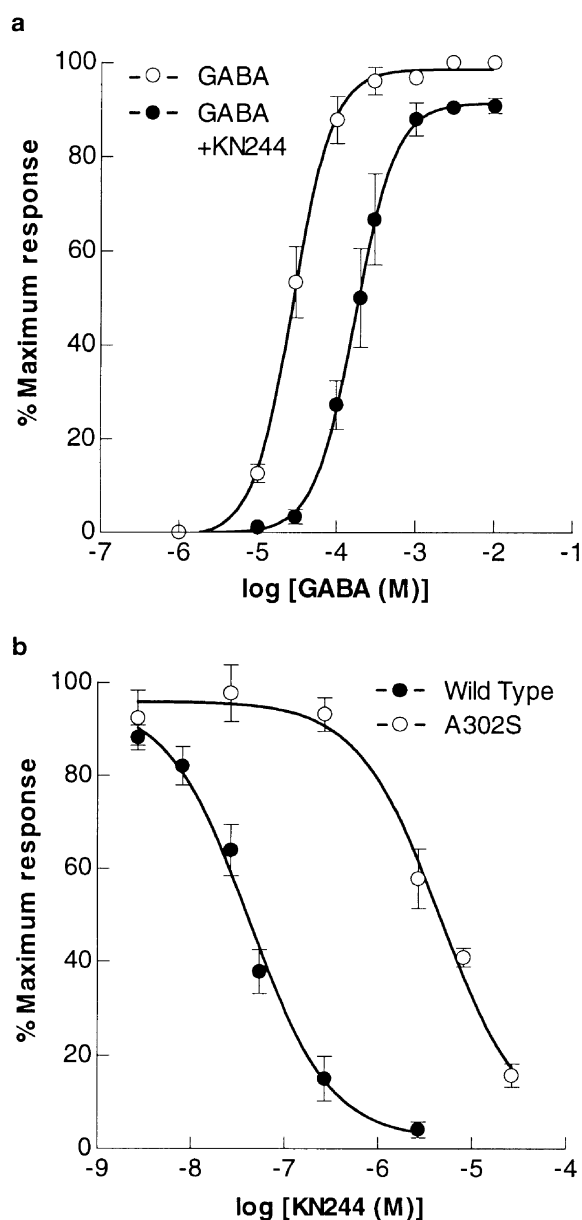 a
100
80
60
40
20
0
% Maximum response
GABA
GABA
+KN244
-7 -6 -5 -4 -3 -2 -1
log [GABA (M)]
b
100
80
60
40
20
0
% Maximum response
Wild Type
A302S
-9 -8 -7 -6 -5 -4
log [KN244 (M)]